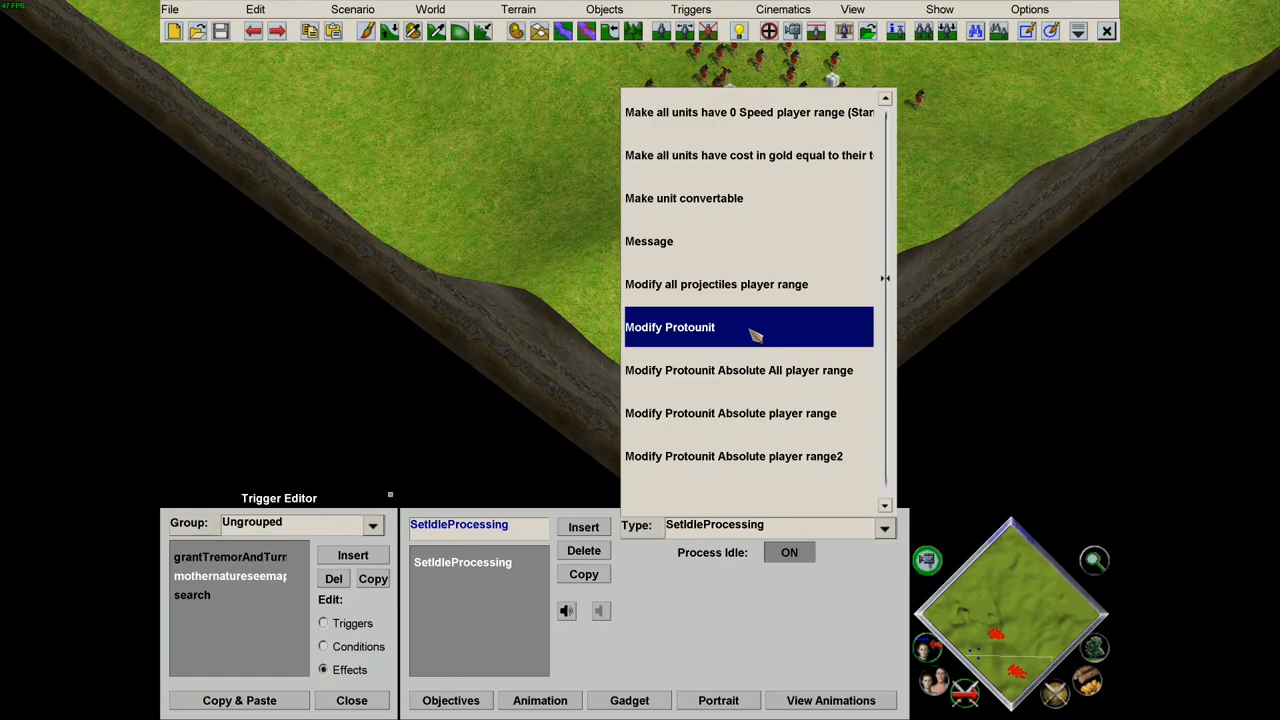 47 FPS
File Edit Scenario World Terrain Objects Triggers Cinematics View Show Options
Make all units have 0 Speed player range (Star
Make all units have cost in gold equal to their t
Make unit convertable
Message
Modify all projectiles player range
Modify Protounit
Modify Protounit Absolute All player range
Modify Protounit Absolute player range
Modify Protounit Absolute player range2
Trigger Editor
Group: Ungrouped
grantTremorAndTurn
mothernatureseemap
search
Insert
Del Copy
Edit:
Triggers
Conditions
Effects
Copy & Paste Close
SetIdleProcessing
SetIdleProcessing
Insert
Delete
Copy
Type: SetIdleProcessing
Process Idle: ON
Objectives Animation Gadget Portrait View Animations